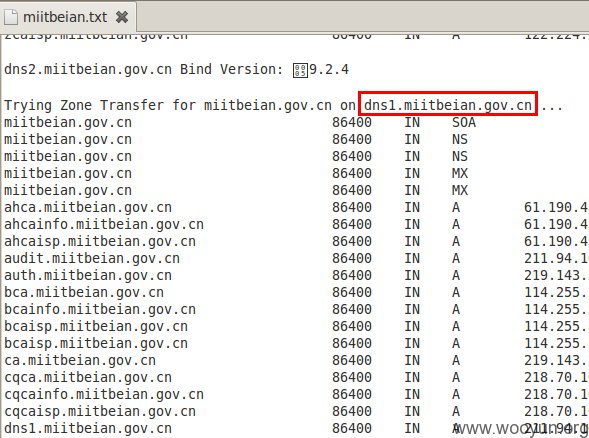 miitbeian.txt
zcaisp.miitbeian.gov.cn 86400 IN A 122.224.
dns2.miitbeian.gov.cn Bind Version: 9.2.4
Trying Zone Transfer for miitbeian.gov.cn on dns1.miitbeian.gov.cn ...
miitbeian.gov.cn 86400 IN SOA
miitbeian.gov.cn 86400 IN NS
miitbeian.gov.cn 86400 IN NS
miitbeian.gov.cn 86400 IN MX
miitbeian.gov.cn 86400 IN MX
ahca.miitbeian.gov.cn 86400 IN A 61.190.4
ahcainfo.miitbeian.gov.cn 86400 IN A 61.190.4
ahcaisp.miitbeian.gov.cn 86400 IN A 61.190.4
audit.miitbeian.gov.cn 86400 IN A 211.94.1
auth.miitbeian.gov.cn 86400 IN A 219.143.
bca.miitbeian.gov.cn 86400 IN A 114.255.
bcainfo.miitbeian.gov.cn 86400 IN A 114.255.
bcaisp.miitbeian.gov.cn 86400 IN A 114.255.
bcaisp.miitbeian.gov.cn 86400 IN A 114.255.
ca.miitbeian.gov.cn 86400 IN A 219.143.
cqca.miitbeian.gov.cn 86400 IN A 218.70.1
cqcainfo.miitbeian.gov.cn 86400 IN A 218.70.1
cqcaisp.miitbeian.gov.cn 86400 IN A 218.70.1
dns1.miitbeian.gov.cn 86400 IN A 211.94.1
www.wooyun.org